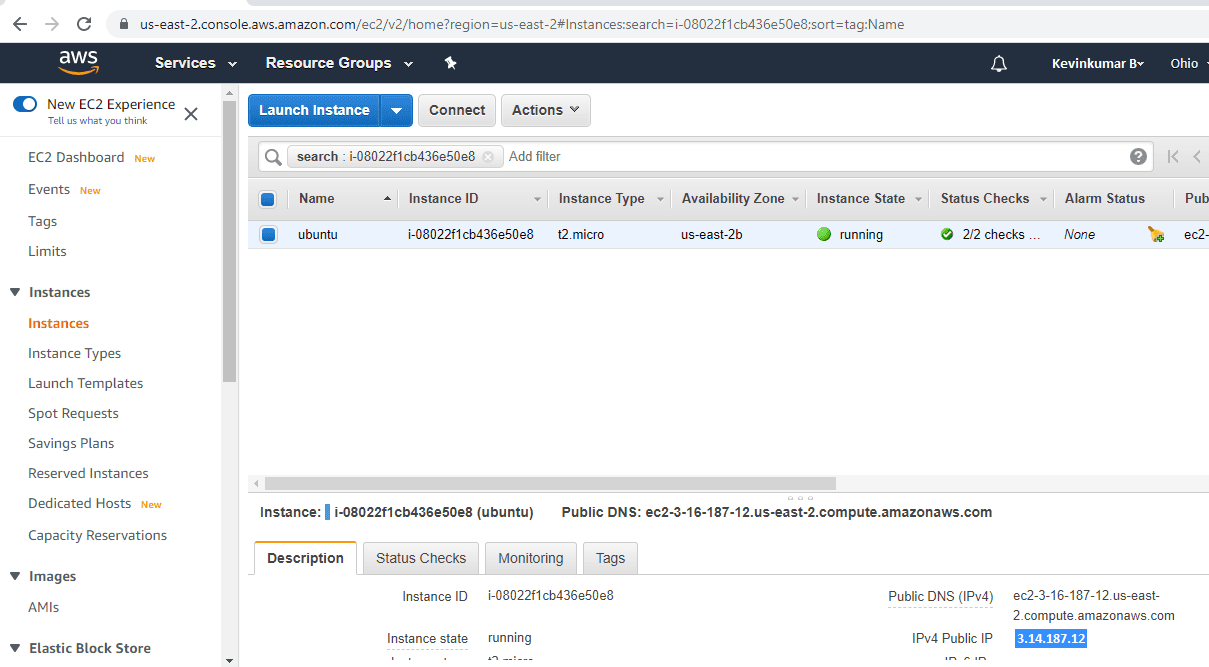 us-east-2.console.aws.amazon.com/ec2/v2/home?region=us-east-2#Instances:search=i-08022f1cb436e50e8;sort=tag:Name
aws Services Resource Groups Kevinkumar B Ohio
New EC2 Experience
Tell us what you think
EC2 Dashboard New
Events New
Tags
Limits
Instances
Instances
Instance Types
Launch Templates
Spot Requests
Savings Plans
Reserved Instances
Dedicated Hosts New
Capacity Reservations
Images
AMIs
Elastic Block Store
Launch Instance Connect Actions
search : i-08022f1cb436e50e8 Add filter
Name Instance ID Instance Type Availability Zone Instance State Status Checks Alarm Status Pub
ubuntu i-08022f1cb436e50e8 t2.micro us-east-2b running 2/2 checks ... None ec2-
Instance: i-08022f1cb436e50e8 (ubuntu) Public DNS: ec2-3-16-187-12.us-east-2.compute.amazonaws.com
Description Status Checks Monitoring Tags
Instance ID i-08022f1cb436e50e8 Public DNS (IPv4) ec2-3-16-187-12.us-east-
2.compute.amazonaws.com
Instance state running IPv4 Public IP 3.14.187.12